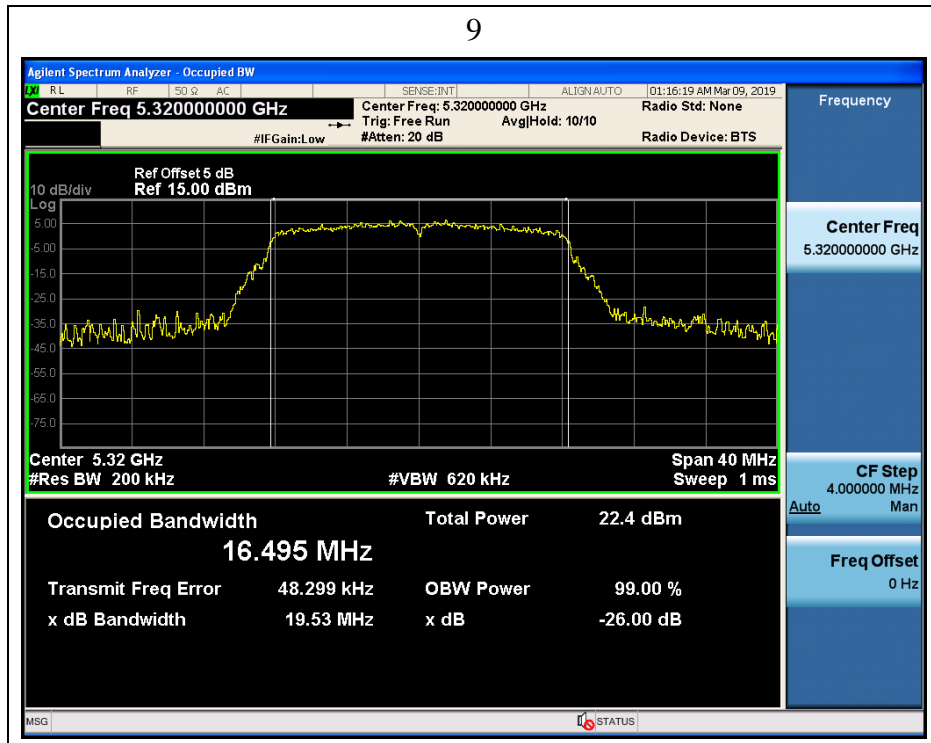 9
Agilent Spectrum Analyzer - Occupied BW
LXI RL RF 50 Ω AC SENSE:INT ALIGN AUTO 01:16:19 AM Mar 09, 2019
Center Freq 5.320000000 GHz
Center Freq: 5.320000000 GHz
Radio Std: None
Trig: Free Run Avg|Hold: 10/10
#IFGain:Low #Atten: 20 dB Radio Device: BTS
Frequency
Ref Offset 5 dB
10 dB/div Ref 15.00 dBm
Log
5.00
-5.00
-15.0
-25.0
-35.0
-45.0
-55.0
-65.0
-75.0
Center 5.32 GHz Span 40 MHz
#Res BW 200 kHz #VBW 620 kHz Sweep 1 ms
Occupied Bandwidth Total Power 22.4 dBm
16.495 MHz
Transmit Freq Error 48.299 kHz OBW Power 99.00 %
x dB Bandwidth 19.53 MHz x dB -26.00 dB
Center Freq
5.320000000 GHz
CF Step
4.000000 MHz
Auto Man
Freq Offset
0 Hz
MSG STATUS